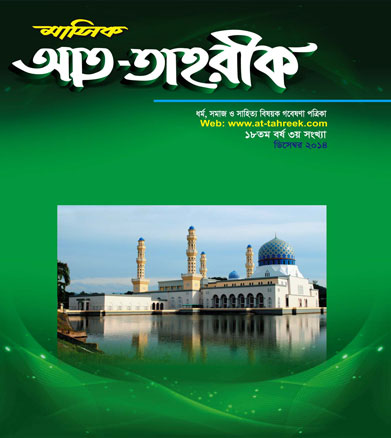 মাসিক
আত-তাহরীক
ধর্ম, সমাজ ও সাহিত্য বিষয়ক গবেষণা পত্রিকা
Web: www.at-tahreek.com
১৮তম বর্ষ ৩য় সংখ্যা
ডিসেম্বর ২০১৪